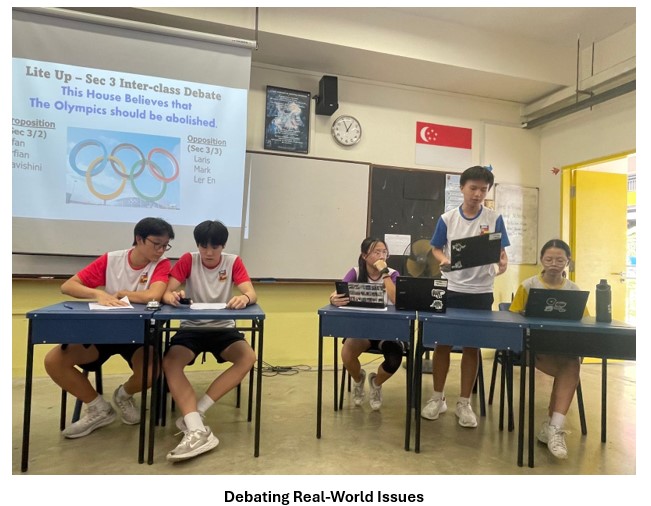 Lite Up – Sec 3 Inter-class Debate
This House Believes that
The Olympics should be abolished.
Opposition
(Sec 3/3)
Laris
Mark
Ler En
Debating Real-World Issues